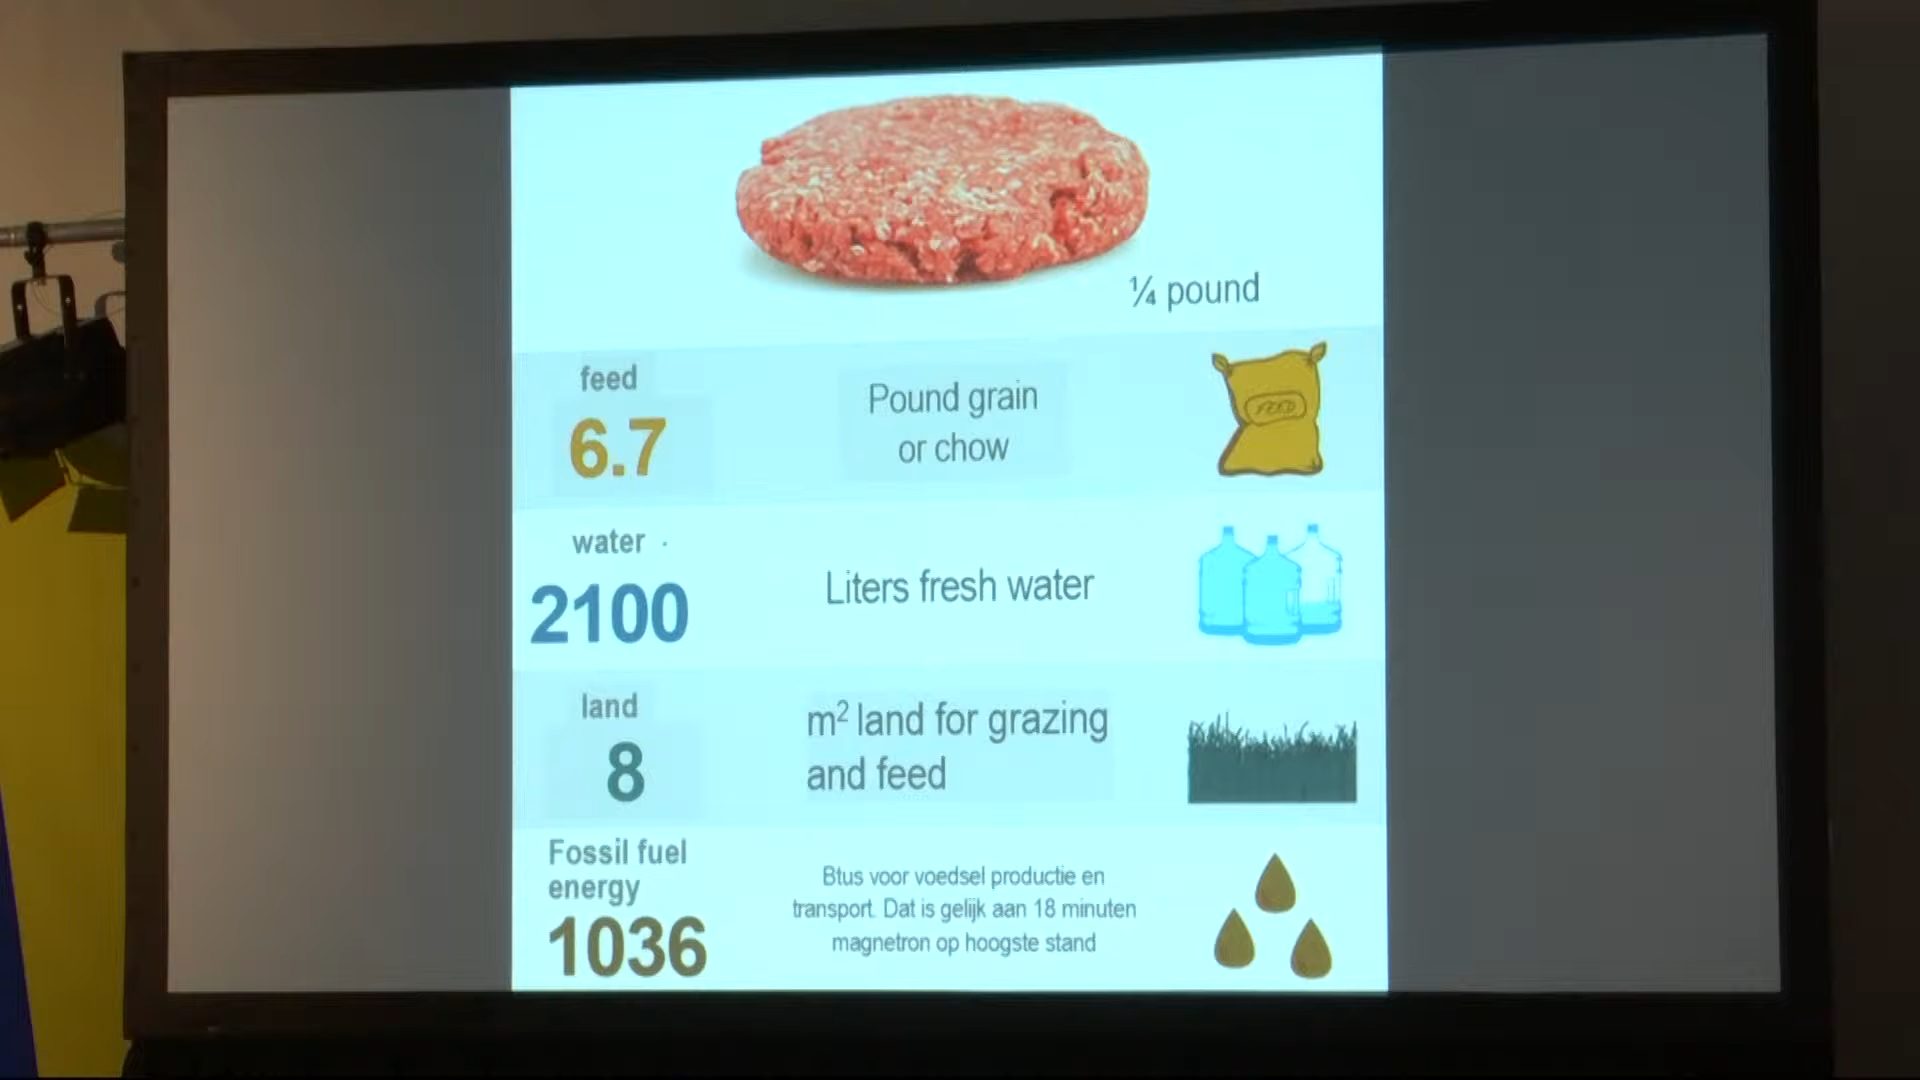 ¼ pound
feed
6.7
Pound grain
or chow
FEED
water
2100
Liters fresh water
land
8
m² land for grazing
and feed
Fossil fuel
energy
1036
Btus voor voedsel productie en
transport. Dat is gelijk aan 18 minuten
magnetron op hoogste stand